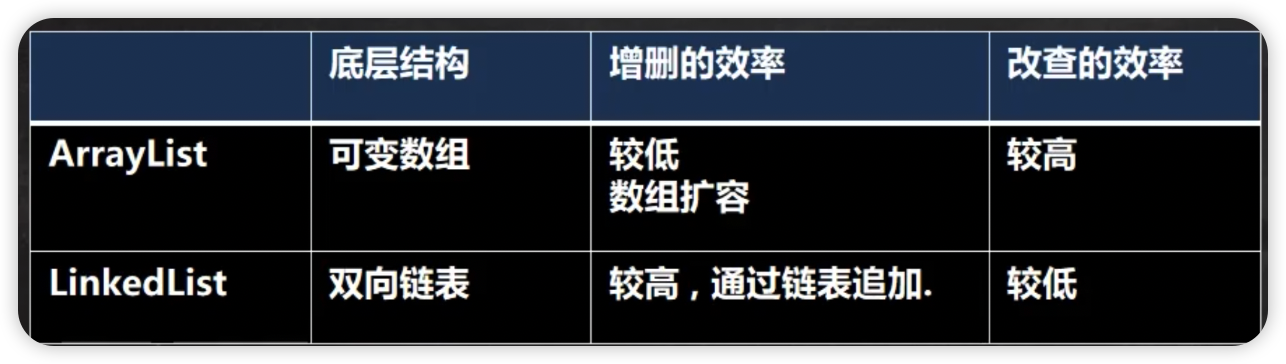 底层结构 增删的效率 改查的效率
ArrayList 可变数组 较低 较高
数组扩容
LinkedList 双向链表 较高，通过链表追加. 较低